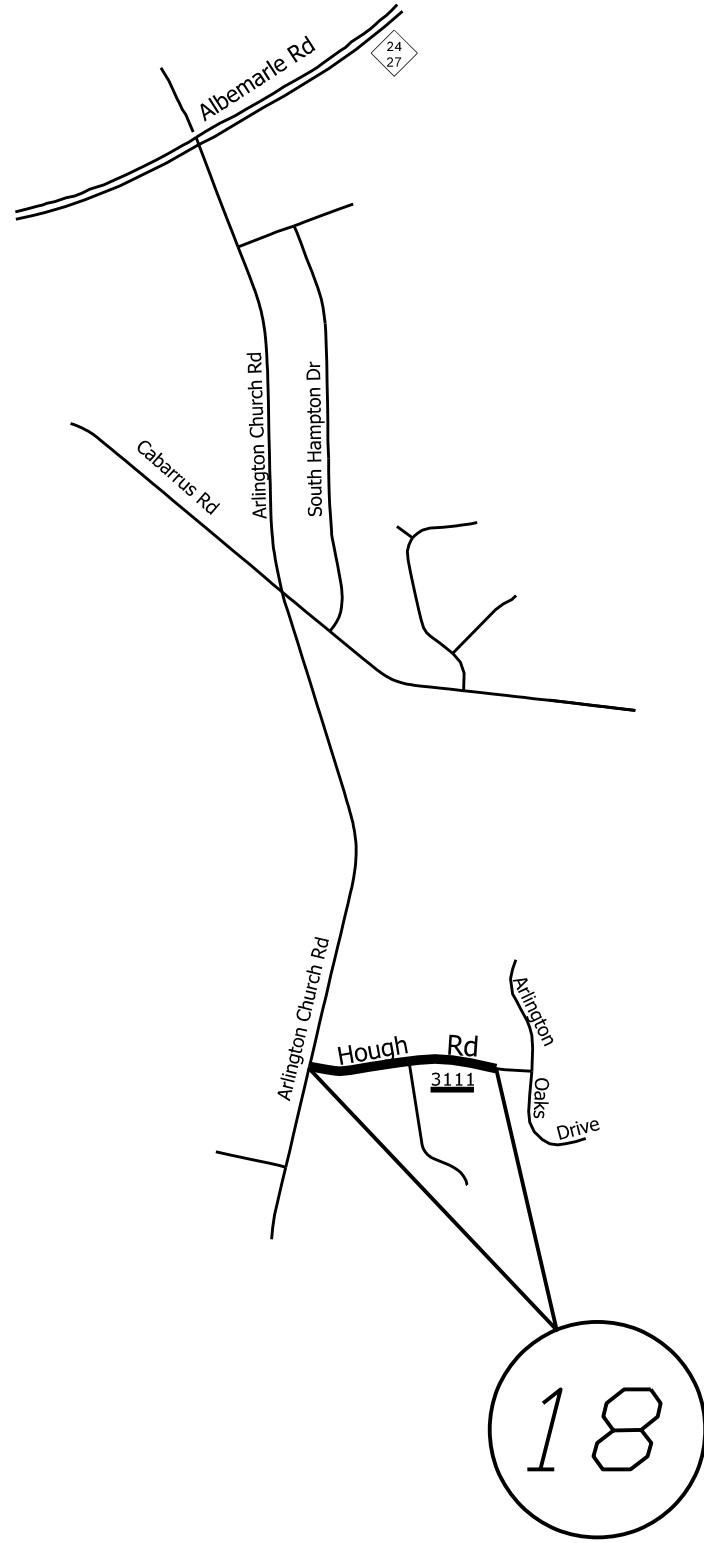 Albemarle Rd
24
27
Arlington Church Rd
South Hampton Dr
Cabarrus Rd
Arlington Church Rd
Hough Rd
3111
Arlington Oaks Drive
18